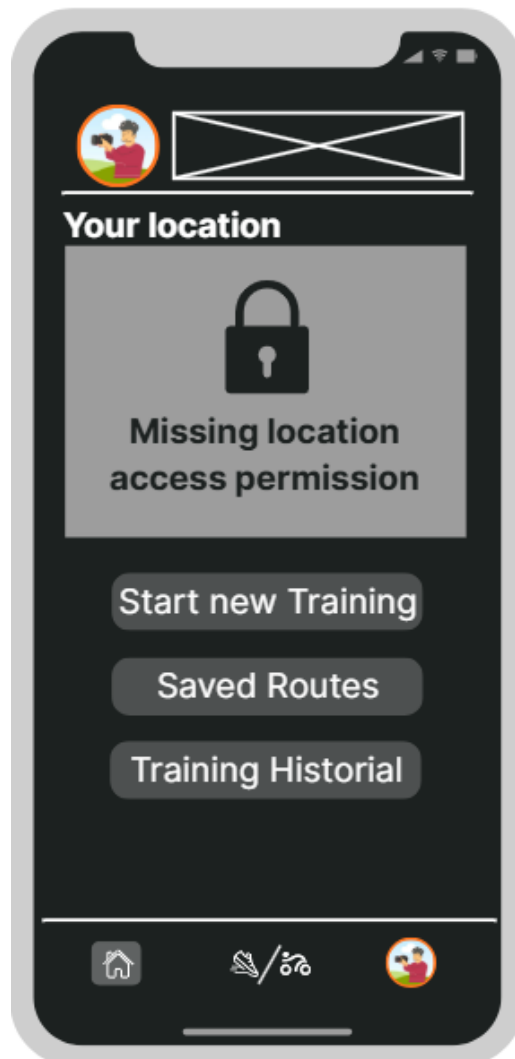 Your location
Missing location
access permission
Start new Training
Saved Routes
Training Historial